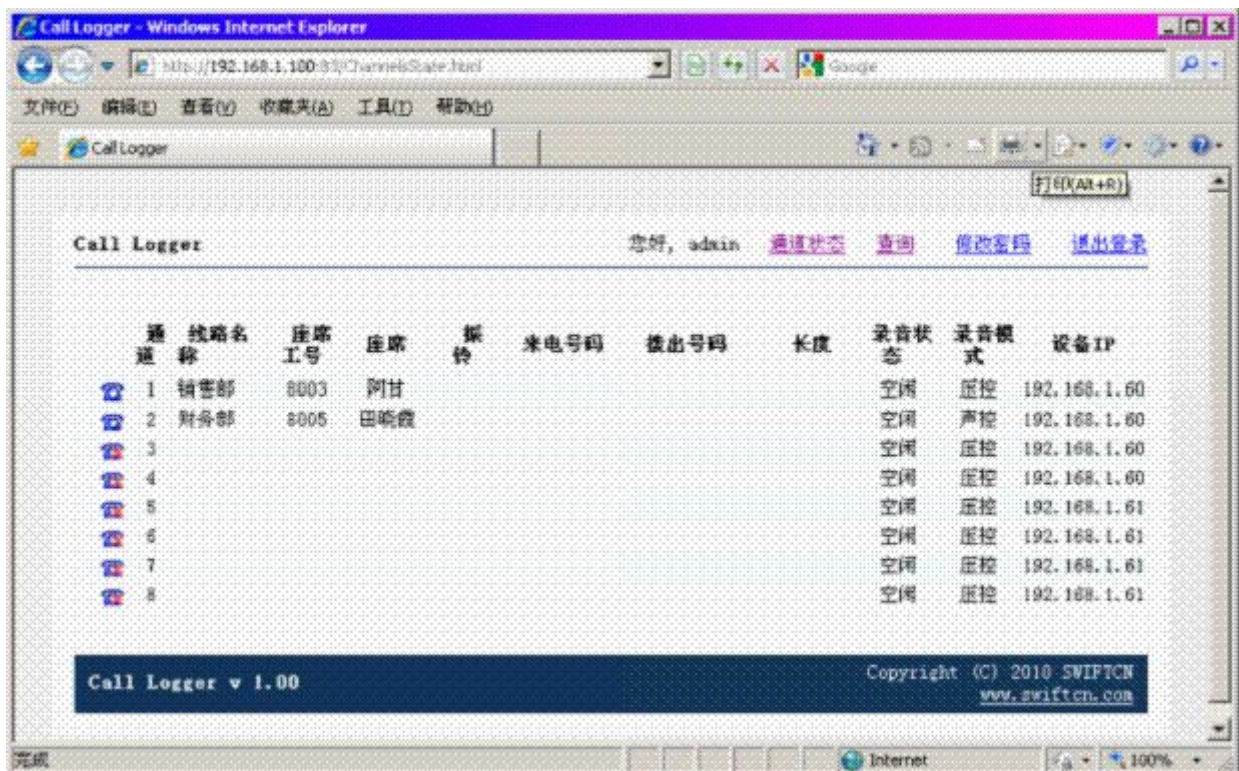 Call Logger - Windows Internet Explorer
http://192.168.1.100:83/ChannelsState.html
Google
文件(F) 编辑(E) 查看(V) 收藏夹(A) 工具(T) 帮助(H)
Call Logger
打印(Alt+R)
Call Logger 您好, admin 通道状态 查询 修改密码 退出登录
通道 线路名称 座席工号 座席 振铃 来电号码 拨出号码 长度 录音状态 录音模式 设备IP
1 销售部 8003 阿甘 空闲 压控 192.168.1.60
2 财务部 8005 田晓霞 空闲 声控 192.168.1.60
3 空闲 压控 192.168.1.60
4 空闲 压控 192.168.1.60
5 空闲 压控 192.168.1.61
6 空闲 压控 192.168.1.61
7 空闲 压控 192.168.1.61
8 空闲 压控 192.168.1.61
Call Logger v 1.00
Copyright (C) 2010 SWIFTCN
www.swiftcn.com
完成 Internet 100%